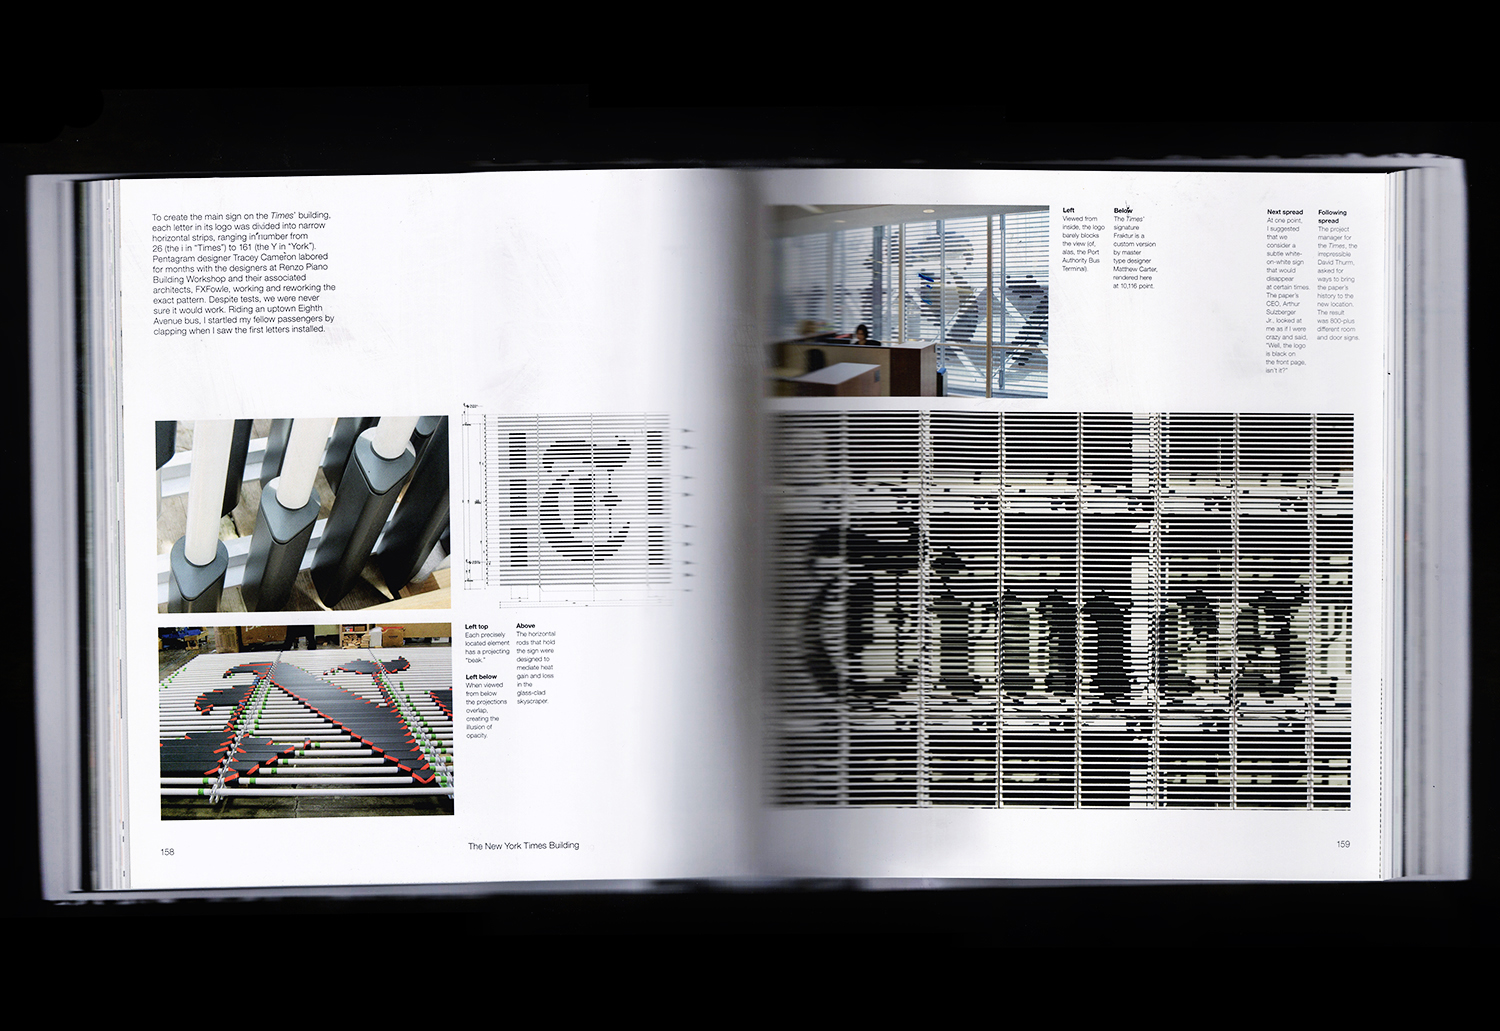 To create the main sign on the Times' building,
each letter in its logo was divided into narrow
horizontal strips, ranging in number from
26 (the i in "Times") to 161 (the Y in "York").
Pentagram designer Tracey Cameron labored
for months with the designers at Renzo Piano
Building Workshop and their associated
architects, FXFowle, working and reworking the
exact pattern. Despite tests, we were never
sure it would work. Riding an uptown Eighth
Avenue bus, I startled my fellow passengers by
clapping when I saw the first letters installed.
Left top
Each precisely
located element
has a projecting
"beak."
Left below
When viewed
from below
the projections
overlap,
creating the
illusion of
opacity.
Above
The horizontal
rods that hold
the sign were
designed to
mediate heat
gain and loss
in the
glass-clad
skyscraper.
158
The New York Times Building
Left
Viewed from
inside, the logo
barely blocks
the view (of,
alas, the Port
Authority Bus
Terminal).
Below
The Times'
signature
Fraktur is a
custom version
by master
type designer
Matthew Carter,
rendered here
at 10,116 point.
Next spread
At one point,
I suggested
that we
consider a
subtle white-
on-white sign
that would
disappear
at certain times.
The paper's
CEO, Arthur
Sulzberger
Jr., looked at
me as if I were
crazy and said,
"Well, the logo
is black on
the front page,
isn't it?"
Following
spread
The project
manager for
the Times, the
irrepressible
David Thurm,
asked for
ways to bring
the paper's
history to the
new location.
The result
was 800-plus
different room
and door signs.
Times
159